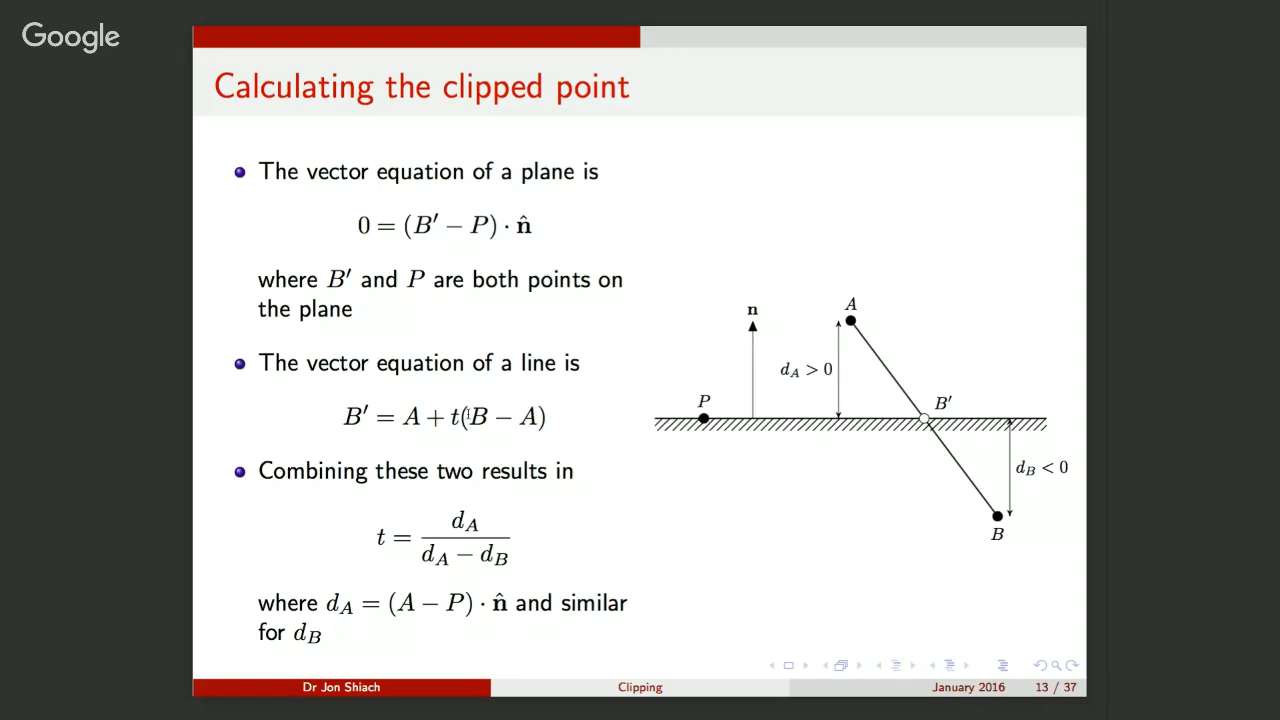 Google
Calculating the clipped point
The vector equation of a plane is
0 = (B′ − P) · n̂
where B′ and P are both points on
the plane
The vector equation of a line is
B′ = A + t(B − A)
Combining these two results in
t = d_A / (d_A − d_B)
where d_A = (A − P) · n̂ and similar
for d_B
n
A
d_A > 0
P
B′
d_B < 0
B
Dr Jon Shiach
Clipping
January 2016
13 / 37